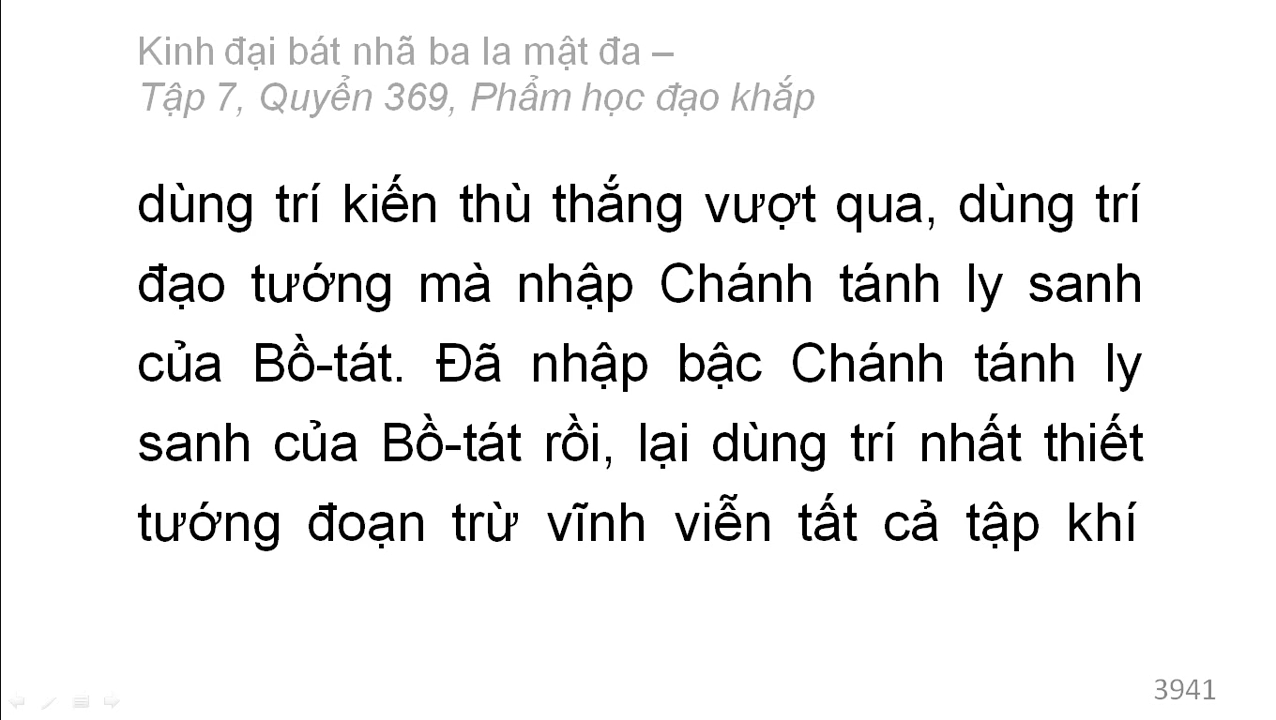 Kinh đại bát nhã ba la mật đa –
Tập 7, Quyển 369, Phẩm học đạo khắp
dùng trí kiến thù thắng vượt qua, dùng trí
đạo tướng mà nhập Chánh tánh ly sanh
của Bồ-tát. Đã nhập bậc Chánh tánh ly
sanh của Bồ-tát rồi, lại dùng trí nhất thiết
tướng đoạn trừ vĩnh viễn tất cả tập khí
3941